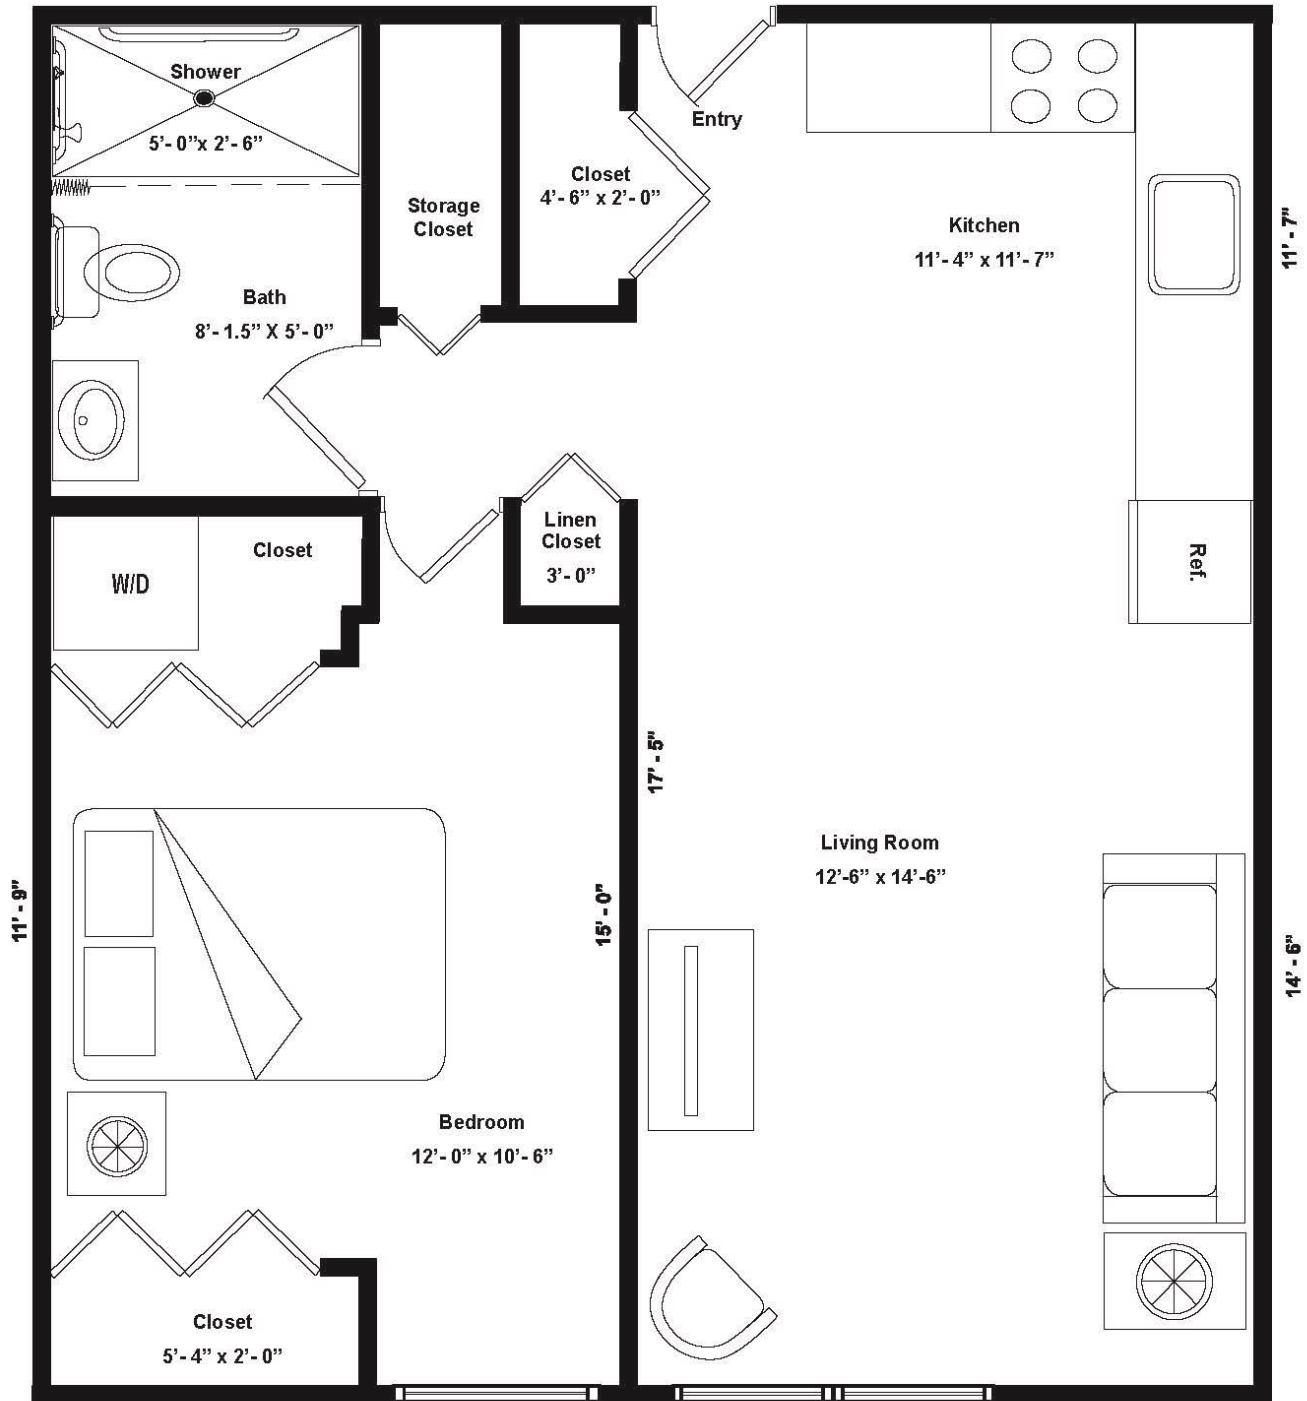 Shower
5’- 0”x 2’- 6”
Entry
Closet
4’- 6” x 2’- 0”
Storage
Closet
Kitchen
11’- 4” x 11’- 7”
11’ - 7”
Bath
8’- 1.5” X 5’- 0”
Linen
Closet
3’- 0”
Closet
W/D
Ref.
17’ - 5”
Living Room
12’-6” x 14’-6”
11’ - 9”
15’ - 0”
14’ - 6”
Bedroom
12’- 0” x 10’- 6”
Closet
5’- 4” x 2’- 0”